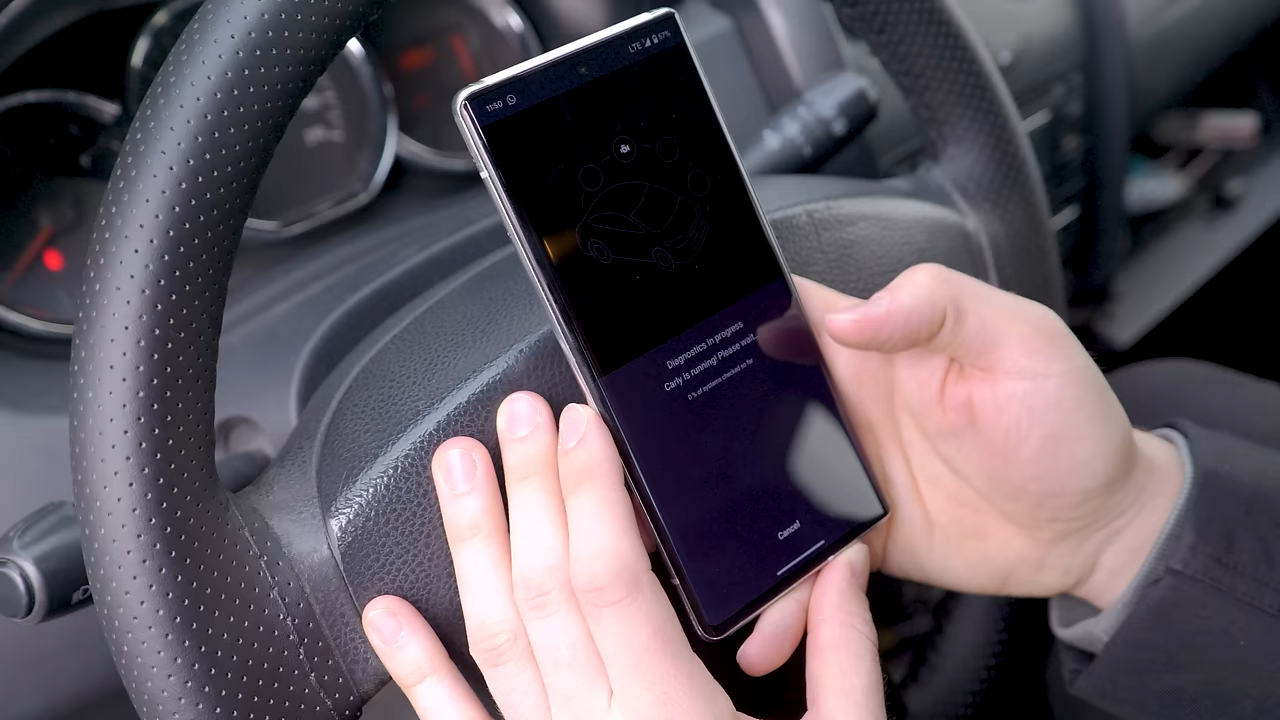 11:50
LTE 57%
Diagnostics in progress
Carly is running! Please wait...
0 % of systems checked so far
Cancel